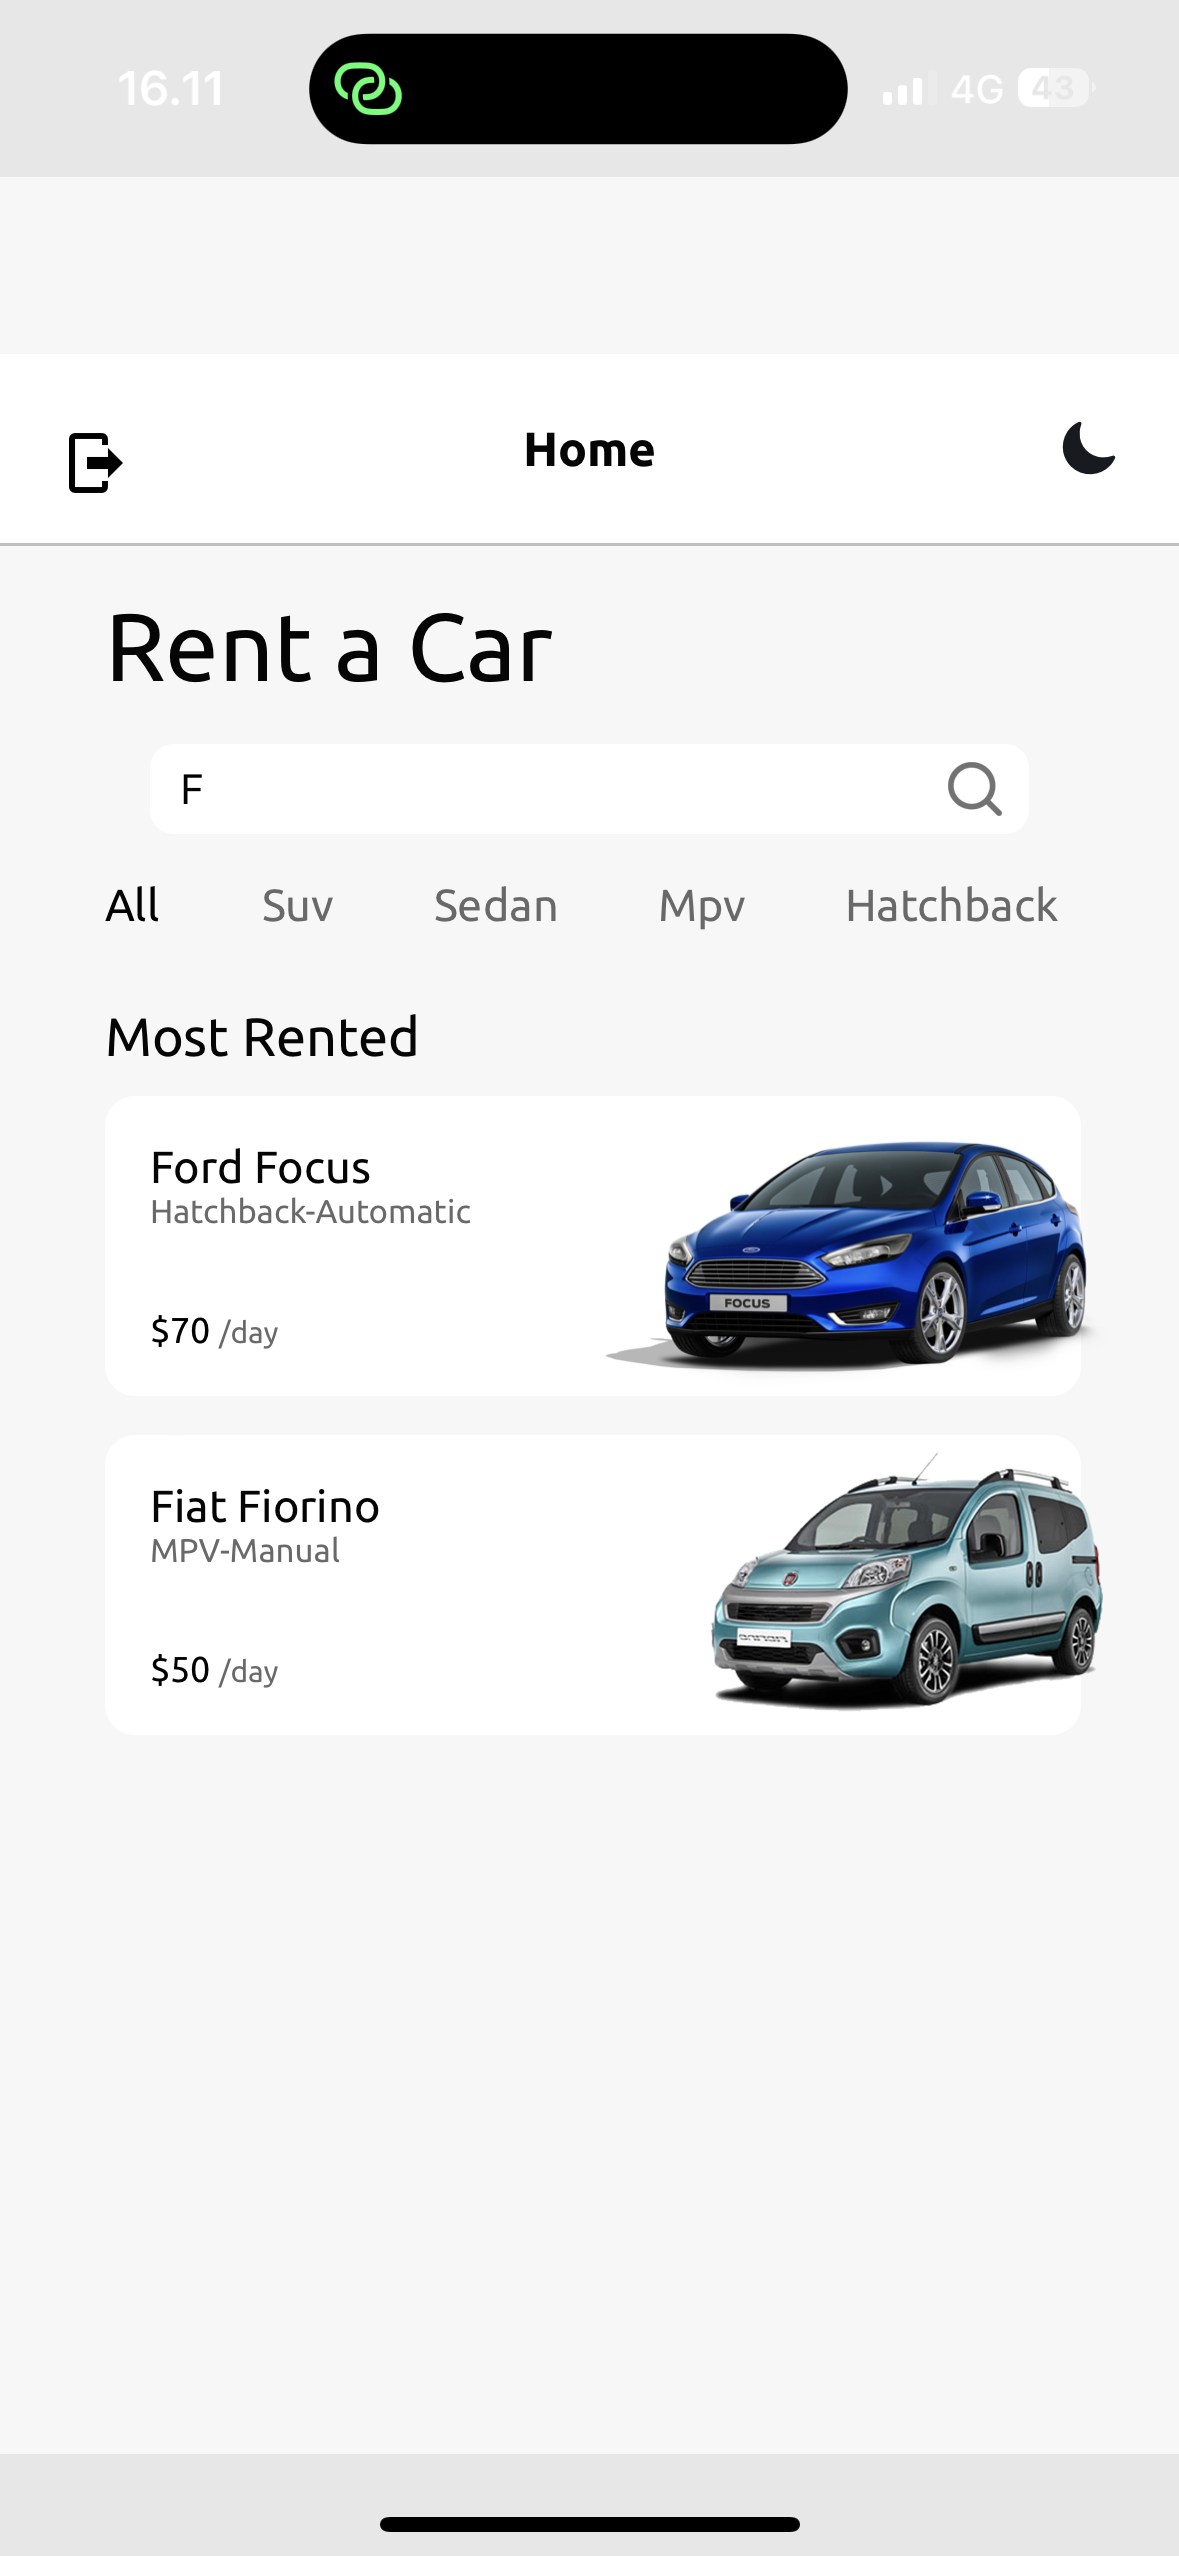 16.11
4G 43
Home
Rent a Car
F
All Suv Sedan Mpv Hatchback
Most Rented
Ford Focus
Hatchback-Automatic
$70 /day
FOCUS
Fiat Fiorino
MPV-Manual
$50 /day